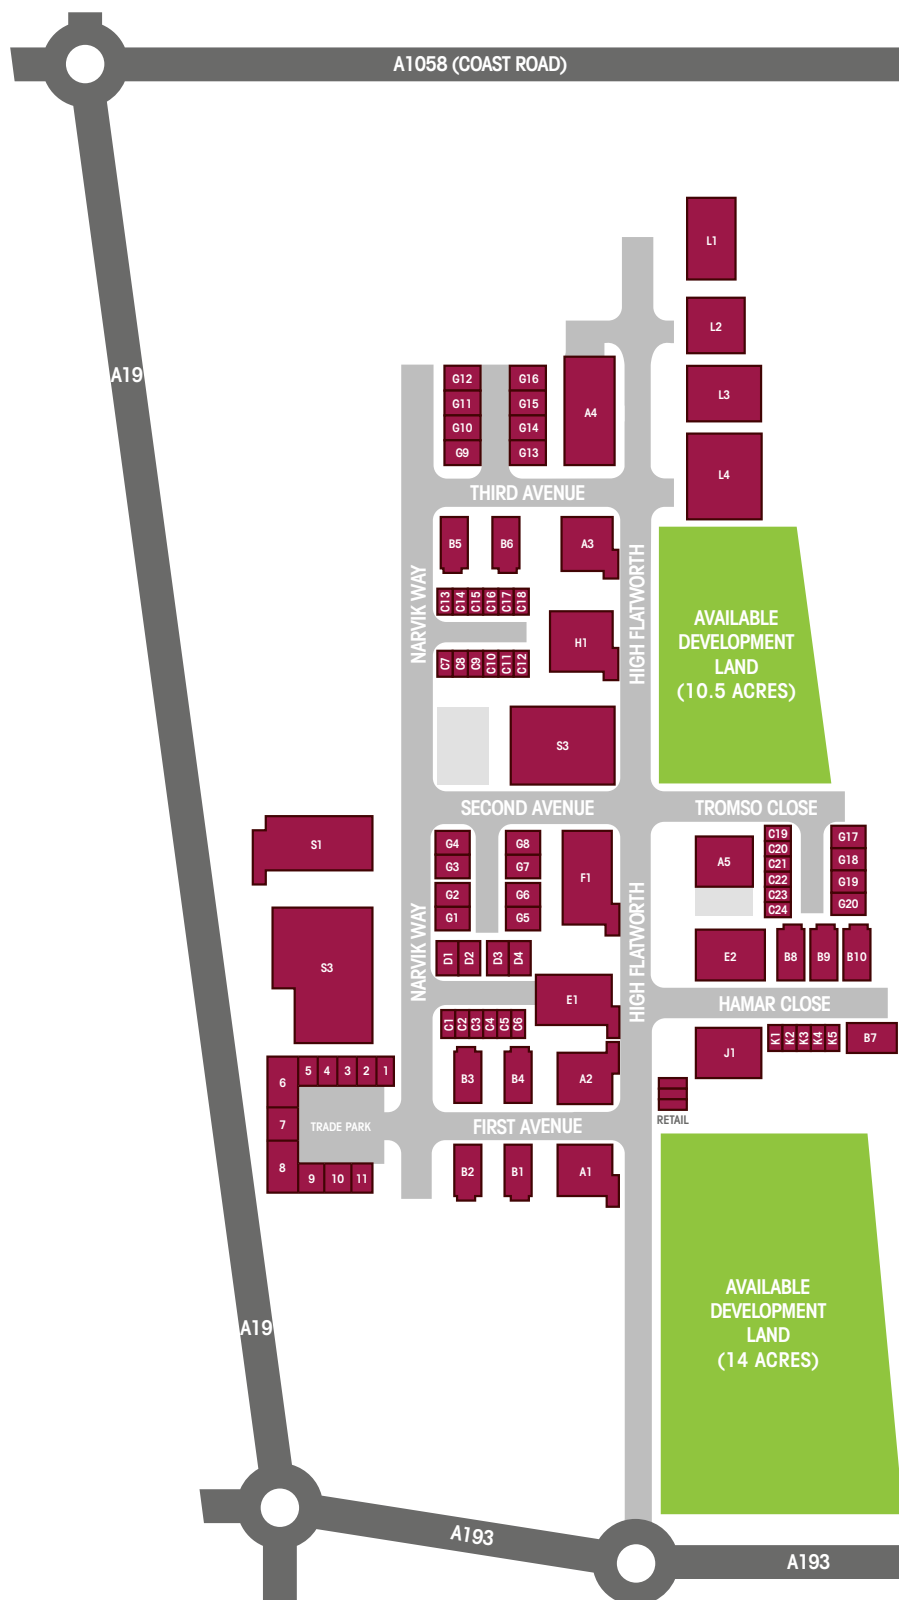 A1058 (COAST ROAD)
L1
L2
A19
G12
G16
L3
G11
G15
A4
G10
G14
G9
G13
L4
THIRD AVENUE
B5
B6
A3
NARVIK WAY
HIGH FLATWORTH
C13
C14
C15
C16
C17
C18
AVAILABLE
DEVELOPMENT
LAND
(10.5 ACRES)
H1
C7
C8
C9
C10
C11
C12
S3
SECOND AVENUE
TROMSO CLOSE
S1
G4
G8
G3
G7
F1
G2
G6
G1
G5
A5
C19
C20
C21
C22
C23
C24
G17
G18
G19
G20
NARVIK WAY
HIGH FLATWORTH
S3
D1
D2
D3
D4
E2
B8
B9
B10
E1
HAMAR CLOSE
C1
C2
C3
C4
C5
C6
J1
K1
K2
K3
K4
K5
B7
5
4
3
2
1
6
B3
B4
A2
RETAIL
7
TRADE PARK
FIRST AVENUE
8
9
10
11
B2
B1
A1
AVAILABLE
DEVELOPMENT
LAND
(14 ACRES)
A19
A193
A193